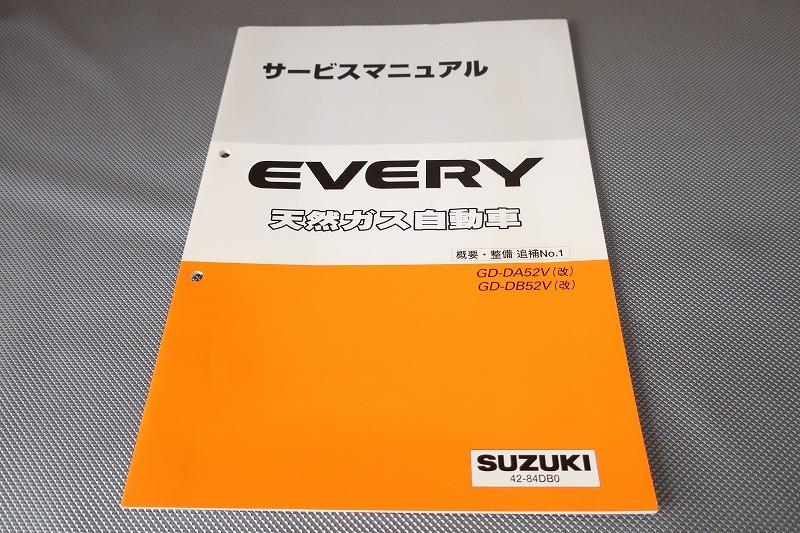 サービスマニュアル
EVERY
天然ガス自動車
概要・整備 追補No.1
GD-DA52V(改)
GD-DB52V(改)
SUZUKI
42-84DB0